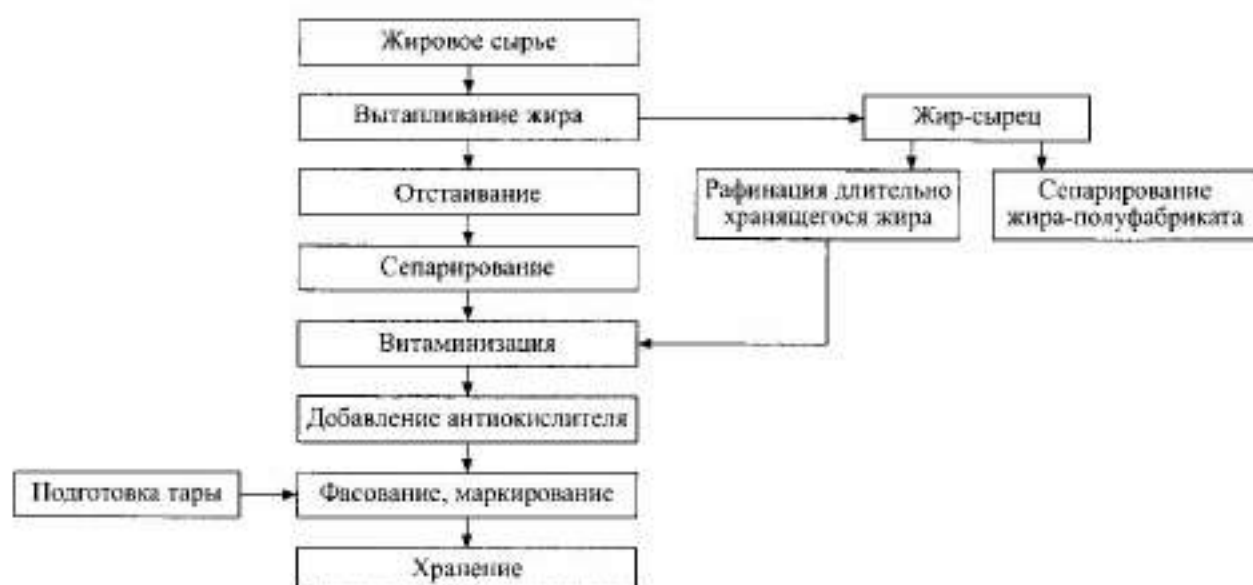 Жировое сырье
Вытапливание жира
Жир-сырец
Отстаивание
Рафинация длительно
хранящегося жира
Сепарирование
жира-полуфабриката
Сепарирование
Витаминизация
Добавление антиокислителя
Подготовка тары
Фасование, маркирование
Хранение